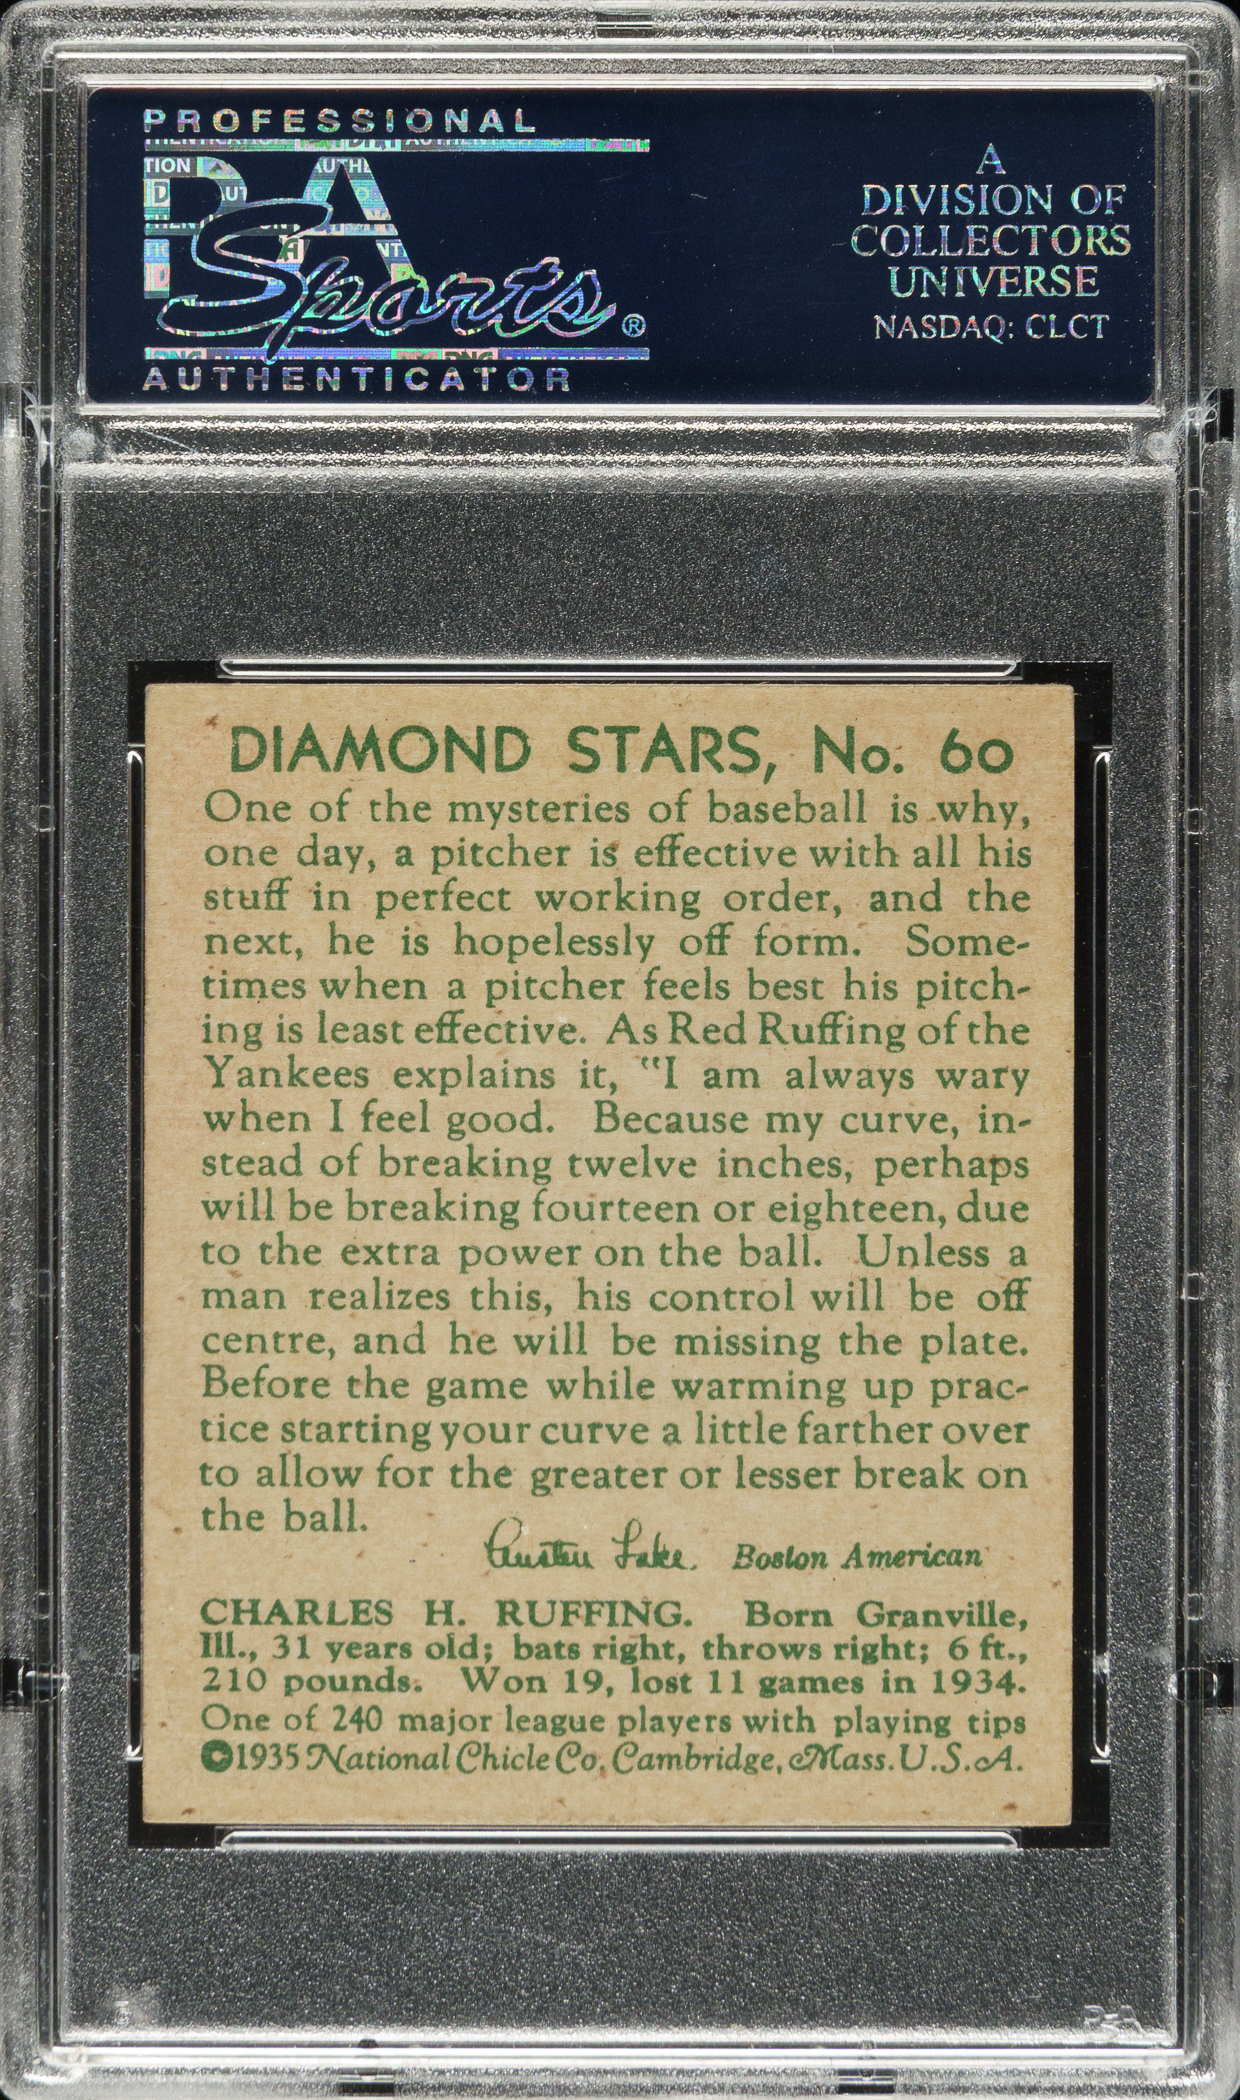 PROFESSIONAL
PSA
Sports®
AUTHENTICATOR
A
DIVISION OF
COLLECTORS
UNIVERSE
NASDAQ: CLCT
DIAMOND STARS, No. 60
One of the mysteries of baseball is why,
one day, a pitcher is effective with all his
stuff in perfect working order, and the
next, he is hopelessly off form. Some-
times when a pitcher feels best his pitch-
ing is least effective. As Red Ruffing of the
Yankees explains it, "I am always wary
when I feel good. Because my curve, in-
stead of breaking twelve inches, perhaps
will be breaking fourteen or eighteen, due
to the extra power on the ball. Unless a
man realizes this, his control will be off
centre, and he will be missing the plate.
Before the game while warming up prac-
tice starting your curve a little farther over
to allow for the greater or lesser break on
the ball.
Austen Lake. Boston American
CHARLES H. RUFFING. Born Granville,
Ill., 31 years old; bats right, throws right; 6 ft.,
210 pounds. Won 19, lost 11 games in 1934.
One of 240 major league players with playing tips
©1935 National Chicle Co. Cambridge, Mass. U.S.A.
PSA